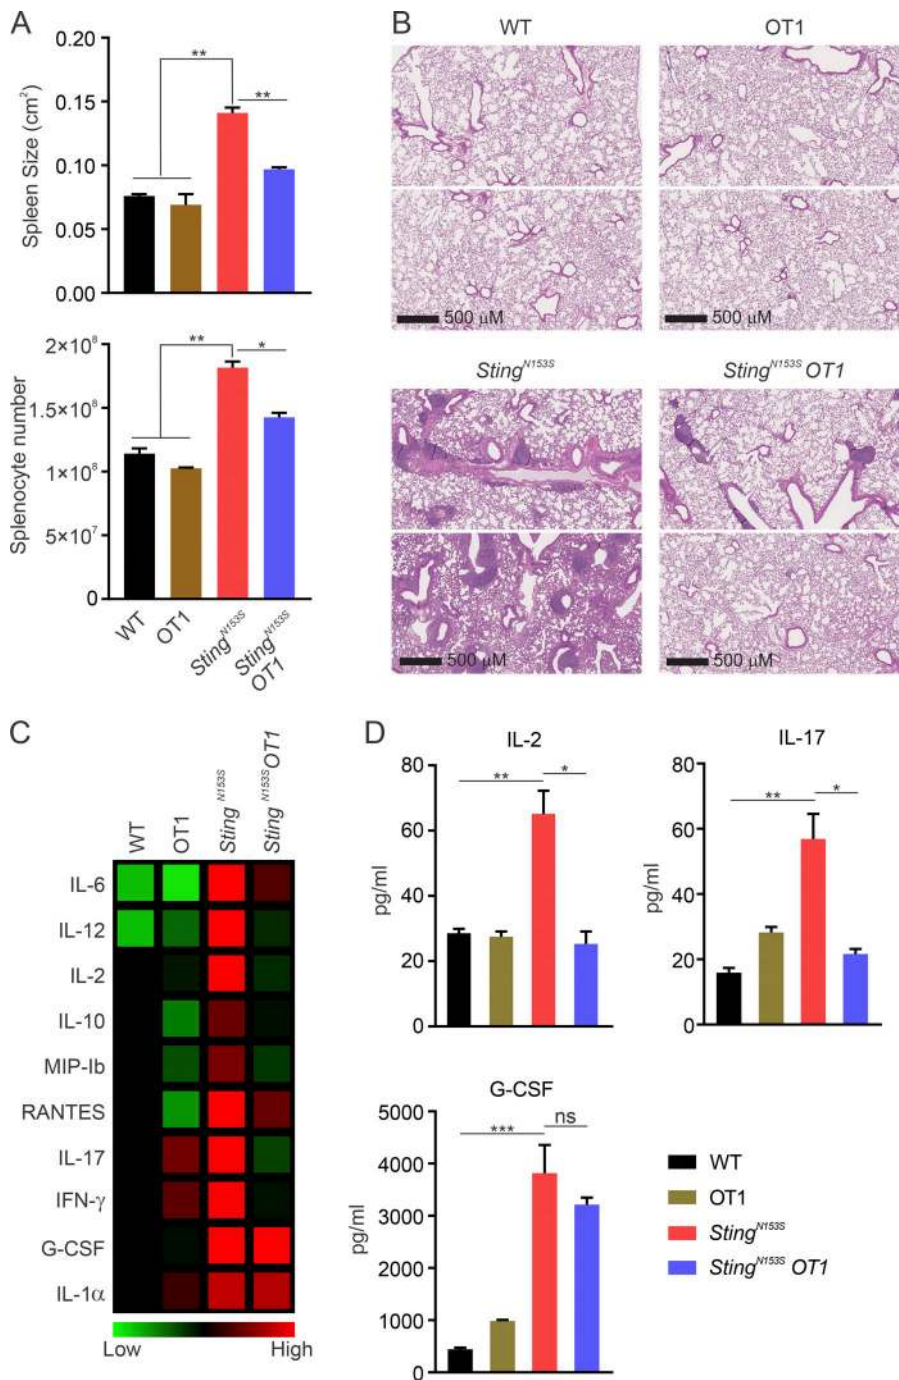 A
0.20
0.15
0.10
0.05
0.00
Spleen Size (cm²)
**
**
2×10⁸
1.5×10⁸
1×10⁸
5×10⁷
0
Splenocyte number
**
*
WT
OT1
Sting^N153S
Sting^N153S
OT1
B
WT
OT1
500 µM
500 µM
Sting^N153S
Sting^N153S OT1
500 µM
500 µM
C
WT
OT1
Sting^N153S
Sting^N153S OT1
IL-6
IL-12
IL-2
IL-10
MIP-Ib
RANTES
IL-17
IFN-γ
G-CSF
IL-1α
Low
High
D
IL-2
80
60
40
20
0
pg/ml
**
*
IL-17
80
60
40
20
0
pg/ml
**
*
G-CSF
5000
4000
3000
2000
1000
0
pg/ml
***
ns
WT
OT1
Sting^N153S
Sting^N153S OT1